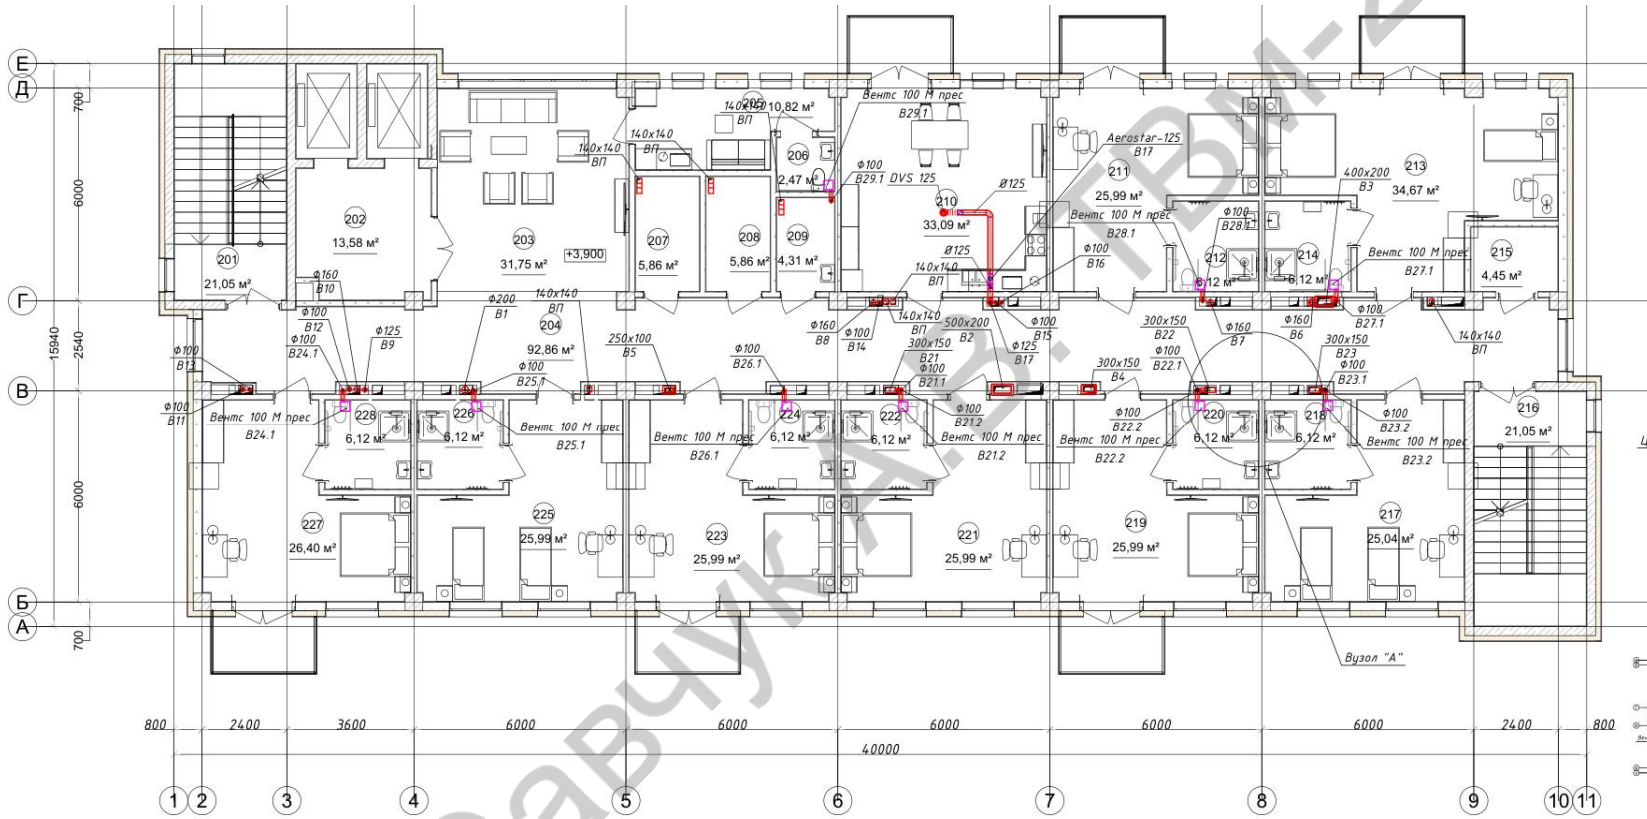 Е
Д
Г
В
Б
А
700
6000
2540
15940
6000
700
201
21,05 м²
202
13,58 м²
203
31,75 м²
+3,900
204
92,86 м²
205
10,82 м²
140х140
ВП
140х140
ВП
140х140
ВП
206
2,47 м²
207
5,86 м²
208
5,86 м²
209
4,31 м²
Вентс 100 М прес
В29.1
ф100
В29.1
DVS 125
210
33,09 м²
Ø125
Ø125
Aerostar-125
В17
211
25,99 м²
Вентс 100 М прес
В28.1
ф100
В28.1
212
6,12 м²
213
34,67 м²
400х200
В3
214
6,12 м²
Вентс 100 М прес
В27.1
215
4,45 м²
ф100
В16
140х140
ВП
140х140
ВП
ф160
В10
ф100
В12
ф100
В24.1
ф125
В9
ф100
В13
ф100
В11
ф200
В1
140х140
ВП
ф100
В25.1
250х100
В5
ф100
В26.1
ф160
В8
ф100
В14
300х150
В21
ф100
В21.1
500х200
В2
ф100
В15
ф125
В17
300х150
В4
300х150
В22
ф100
В22.1
ф160
В7
ф160
В6
ф100
В27.1
300х150
В23
ф100
В23.1
140х140
ВП
Вентс 100 М прес
В24.1
228
6,12 м²
226
6,12 м²
Вентс 100 М прес
В25.1
Вентс 100 М прес
В26.1
224
6,12 м²
222
6,12 м²
ф100
В21.2
Вентс 100 М прес
В21.2
ф100
В22.2
Вентс 100 М прес
В22.2
220
6,12 м²
218
6,12 м²
ф100
В23.2
Вентс 100 М прес
В23.2
216
21,05 м²
227
26,40 м²
225
25,99 м²
223
25,99 м²
221
25,99 м²
219
25,99 м²
217
25,04 м²
Вузол "А"
800
2400
3600
6000
6000
6000
6000
6000
2400
800
40000
1
2
3
4
5
6
7
8
9
10
11
авчук А.В. ТВМ-2